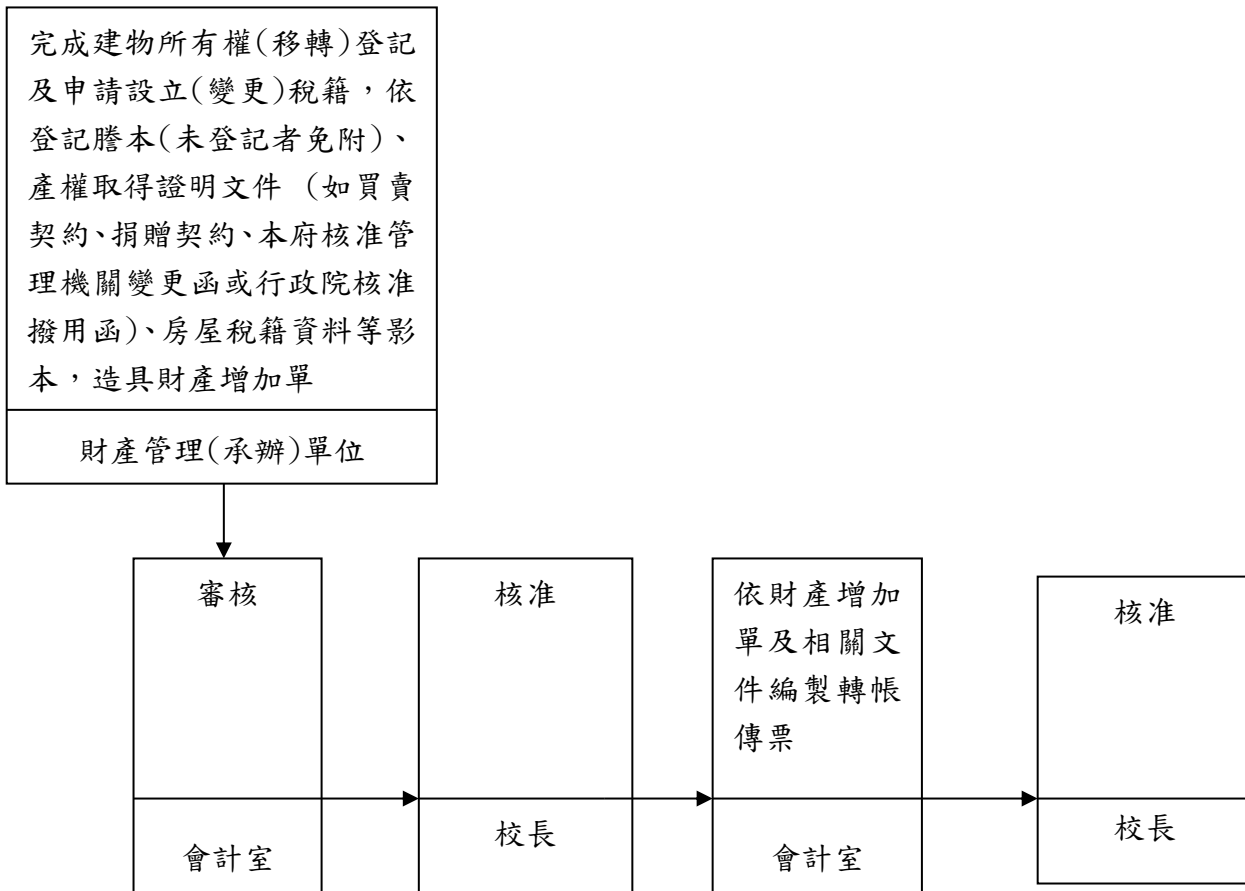 完成建物所有權(移轉)登記
及申請設立(變更)稅籍，依
登記謄本(未登記者免附)、
產權取得證明文件 (如買賣
契約、捐贈契約、本府核准管
理機關變更函或行政院核准
撥用函)、房屋稅籍資料等影
本，造具財產增加單
財產管理(承辦)單位
審核
會計室
核准
校長
依財產增加
單及相關文
件編製轉帳
傳票
會計室
核准
校長